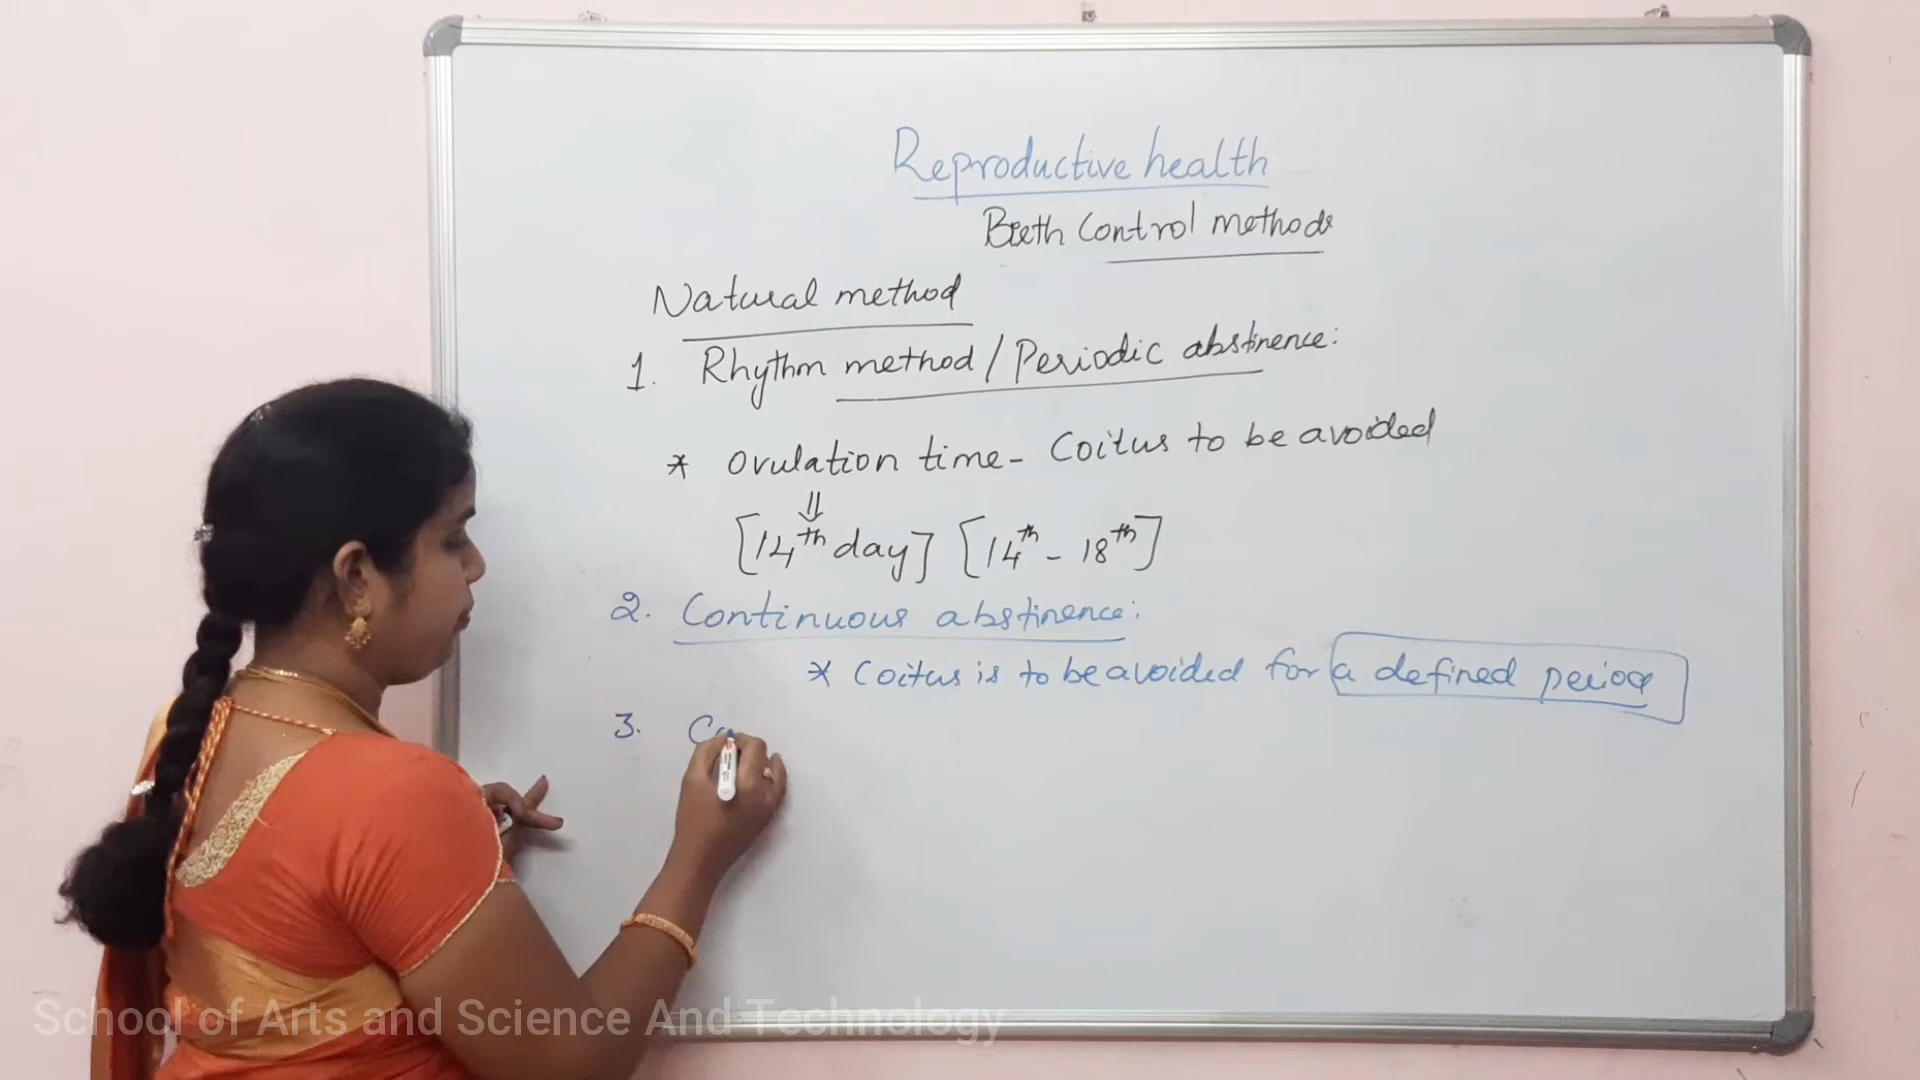 Reproductive health
Birth Control methods
Natural method
1. Rhythm method / Periodic abstinence:
* Ovulation time - Coitus to be avoided
⇓
[14th day] [14th - 18th]
2. Continuous abstinence:
* Coitus is to be avoided for a defined period
3. Co
School of Arts and Science And Technology